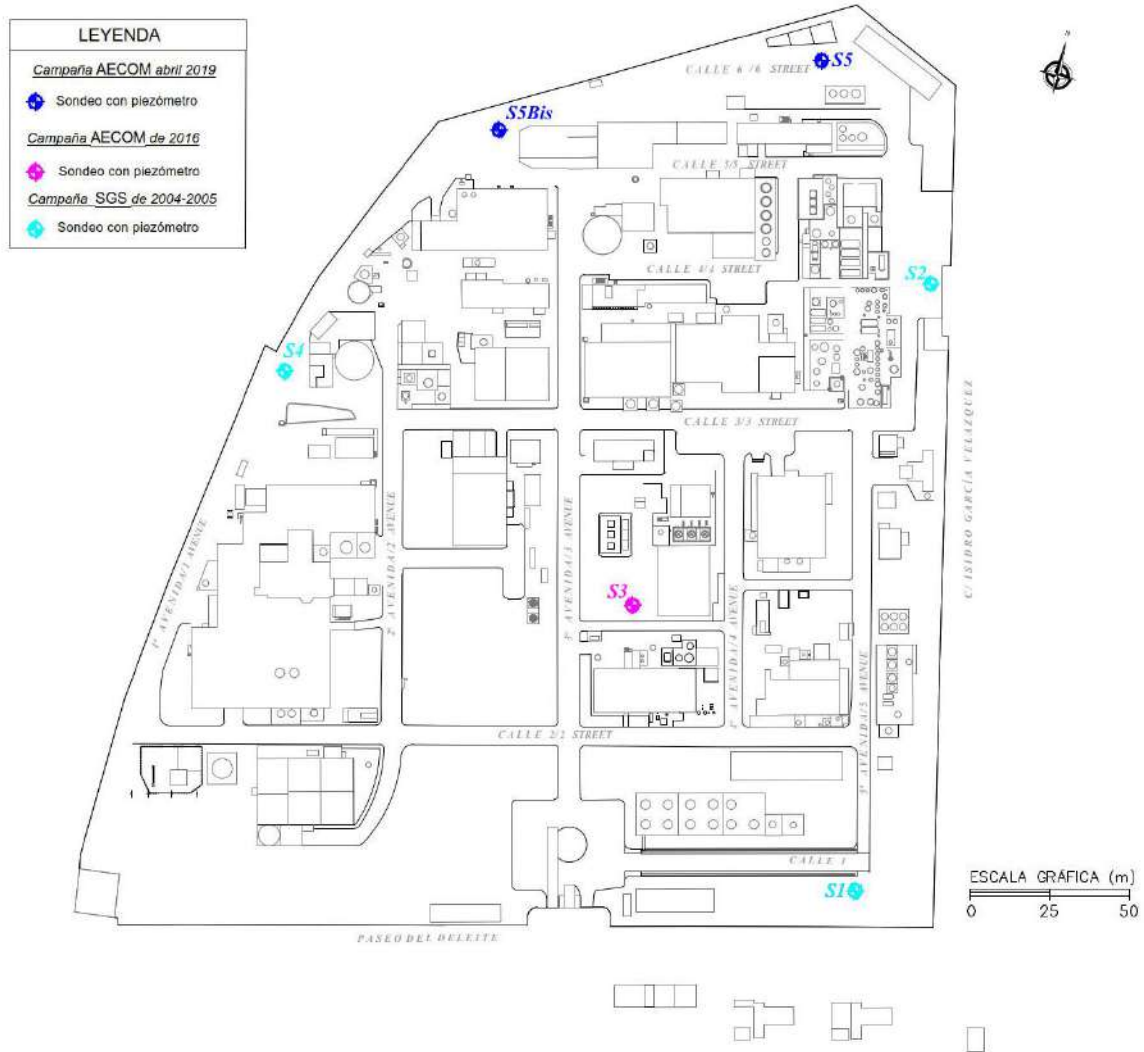 LEYENDA
Campaña AECOM abril 2019
Sondeo con piezómetro
Campaña AECOM de 2016
Sondeo con piezómetro
Campaña SGS de 2004-2005
Sondeo con piezómetro
N
CALLE 6/6 STREET
S5
S5Bis
CALLE 5/5 STREET
CALLE 4/4 STREET
S2
S4
CALLE 3/3 STREET
C/ ISIDRO GARCÍA VELAZQUEZ
1ª AVENIDA/1 AVENUE
2ª AVENIDA/2 AVENUE
3ª AVENIDA/3 AVENUE
S3
4ª AVENIDA/4 AVENUE
5ª AVENIDA/5 AVENUE
CALLE 2/2 STREET
CALLE 1
S1
ESCALA GRÁFICA (m)
0 25 50
PASEO DEL DELEITE